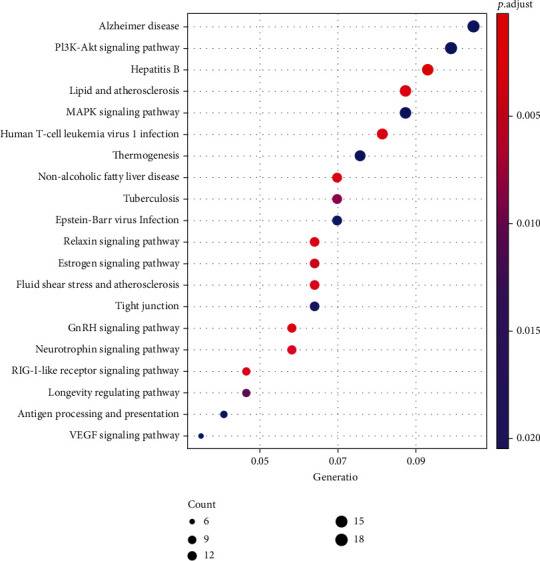 p.adjust
Alzheimer disease
PI3K-Akt signaling pathway
Hepatitis B
Lipid and atherosclerosis
MAPK signaling pathway
Human T-cell leukemia virus 1 infection
Thermogenesis
Non-alcoholic fatty liver disease
Tuberculosis
Epstein-Barr virus Infection
Relaxin signaling pathway
Estrogen signaling pathway
Fluid shear stress and atherosclerosis
Tight junction
GnRH signaling pathway
Neurotrophin signaling pathway
RIG-I-like receptor signaling pathway
Longevity regulating pathway
Antigen processing and presentation
VEGF signaling pathway
0.005
0.010
0.015
0.020
0.05 0.07 0.09
Generatio
Count
6 15
9 18
12